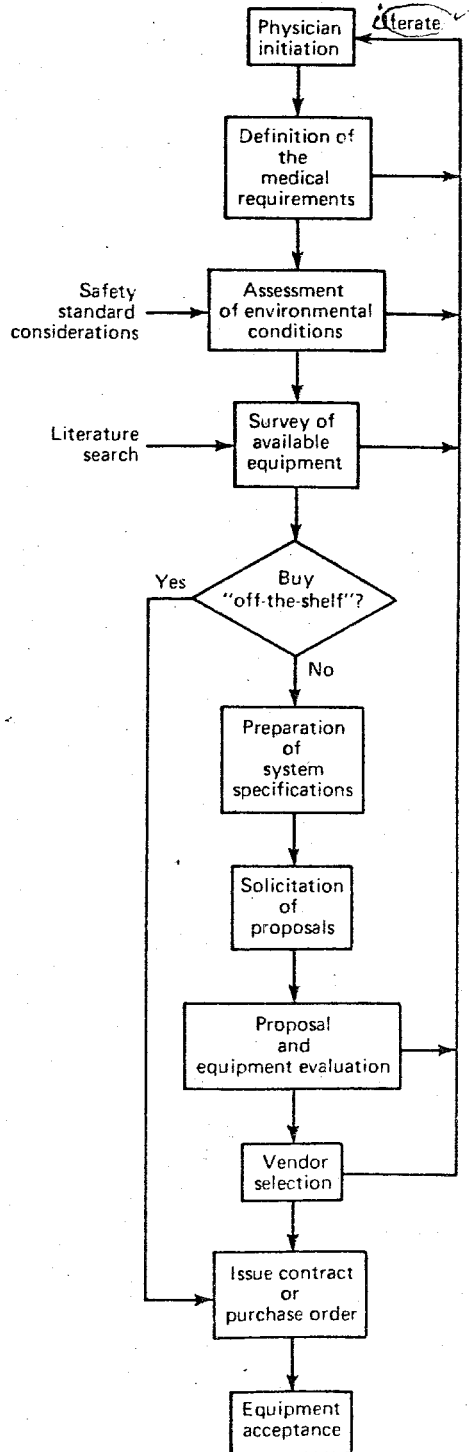 Physician
initiation
iterate
Definition of
the
medical
requirements
Safety
standard
considerations
Assessment
of environmental
conditions
Literature
search
Survey of
available
equipment
Yes
Buy
"off-the-shelf"?
No
Preparation
of
system
specifications
Solicitation
of
proposals
Proposal
and
equipment evaluation
Vendor
selection
Issue contract
or
purchase order
Equipment
acceptance